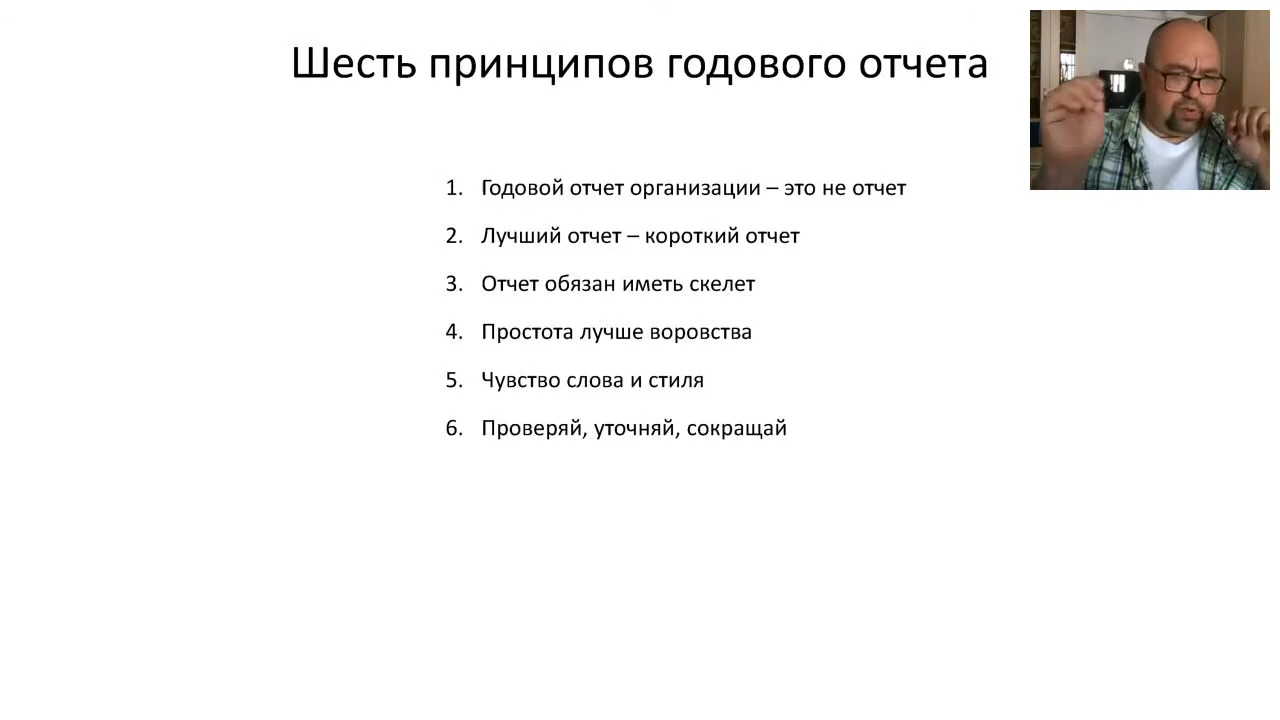 Шесть принципов годового отчета
1. Годовой отчет организации – это не отчет
2. Лучший отчет – короткий отчет
3. Отчет обязан иметь скелет
4. Простота лучше воровства
5. Чувство слова и стиля
6. Проверяй, уточняй, сокращай